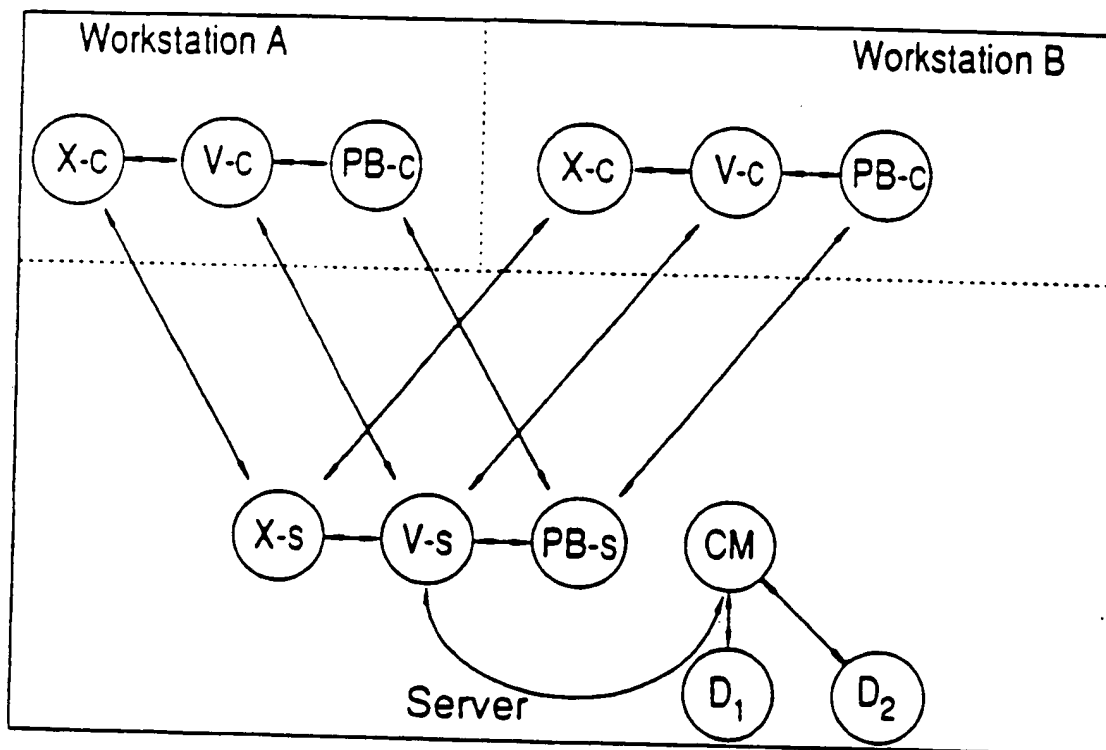 Workstation A
Workstation B
X-c
V-c
PB-c
X-c
V-c
PB-c
X-s
V-s
PB-s
CM
Server
D₁
D₂